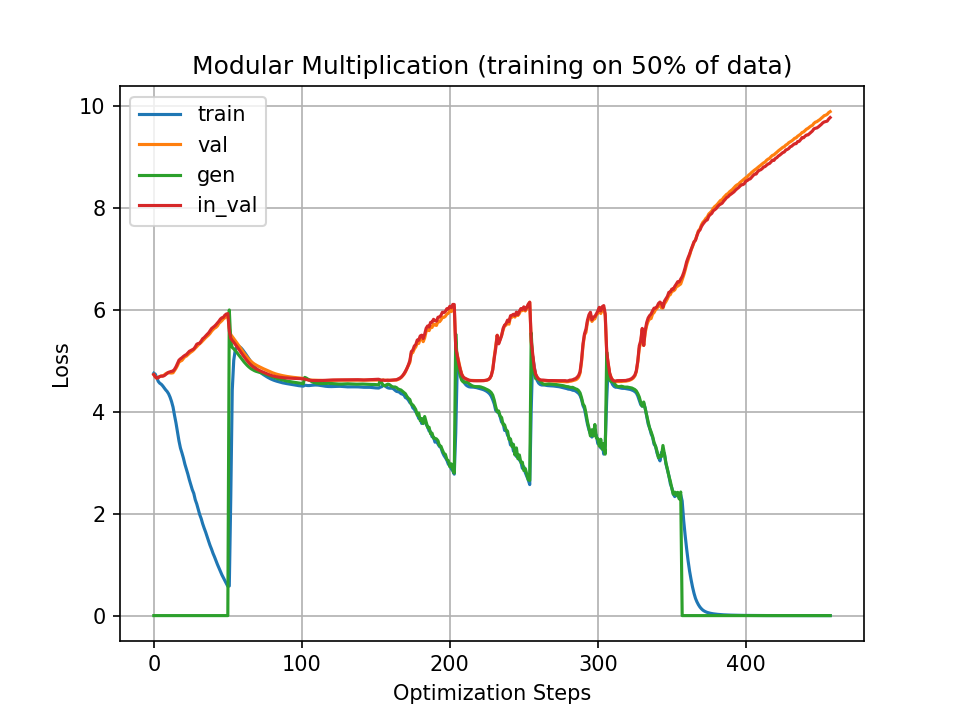 Modular Multiplication (training on 50% of data)
train
val
gen
in_val
10
8
6
4
2
0
Loss
0
100
200
300
400
Optimization Steps